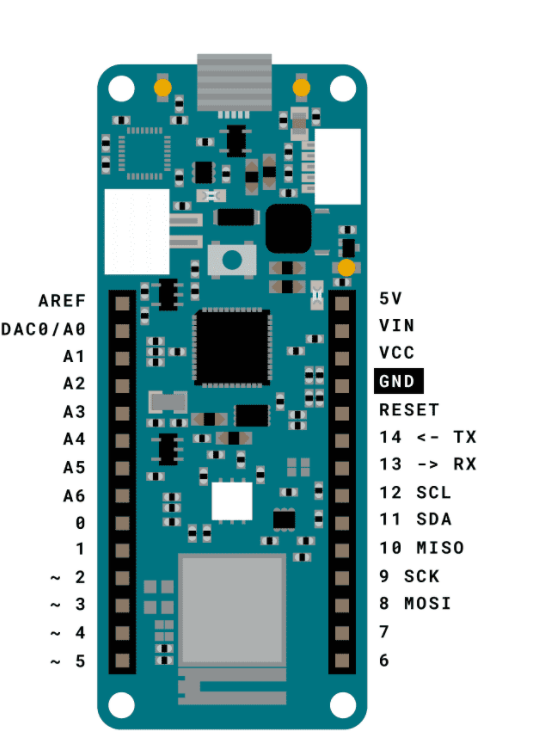 AREF
DAC0/A0
A1
A2
A3
A4
A5
A6
0
1
~ 2
~ 3
~ 4
~ 5
5V
VIN
VCC
GND
RESET
14 <- TX
13 -> RX
12 SCL
11 SDA
10 MISO
9 SCK
8 MOSI
7
6